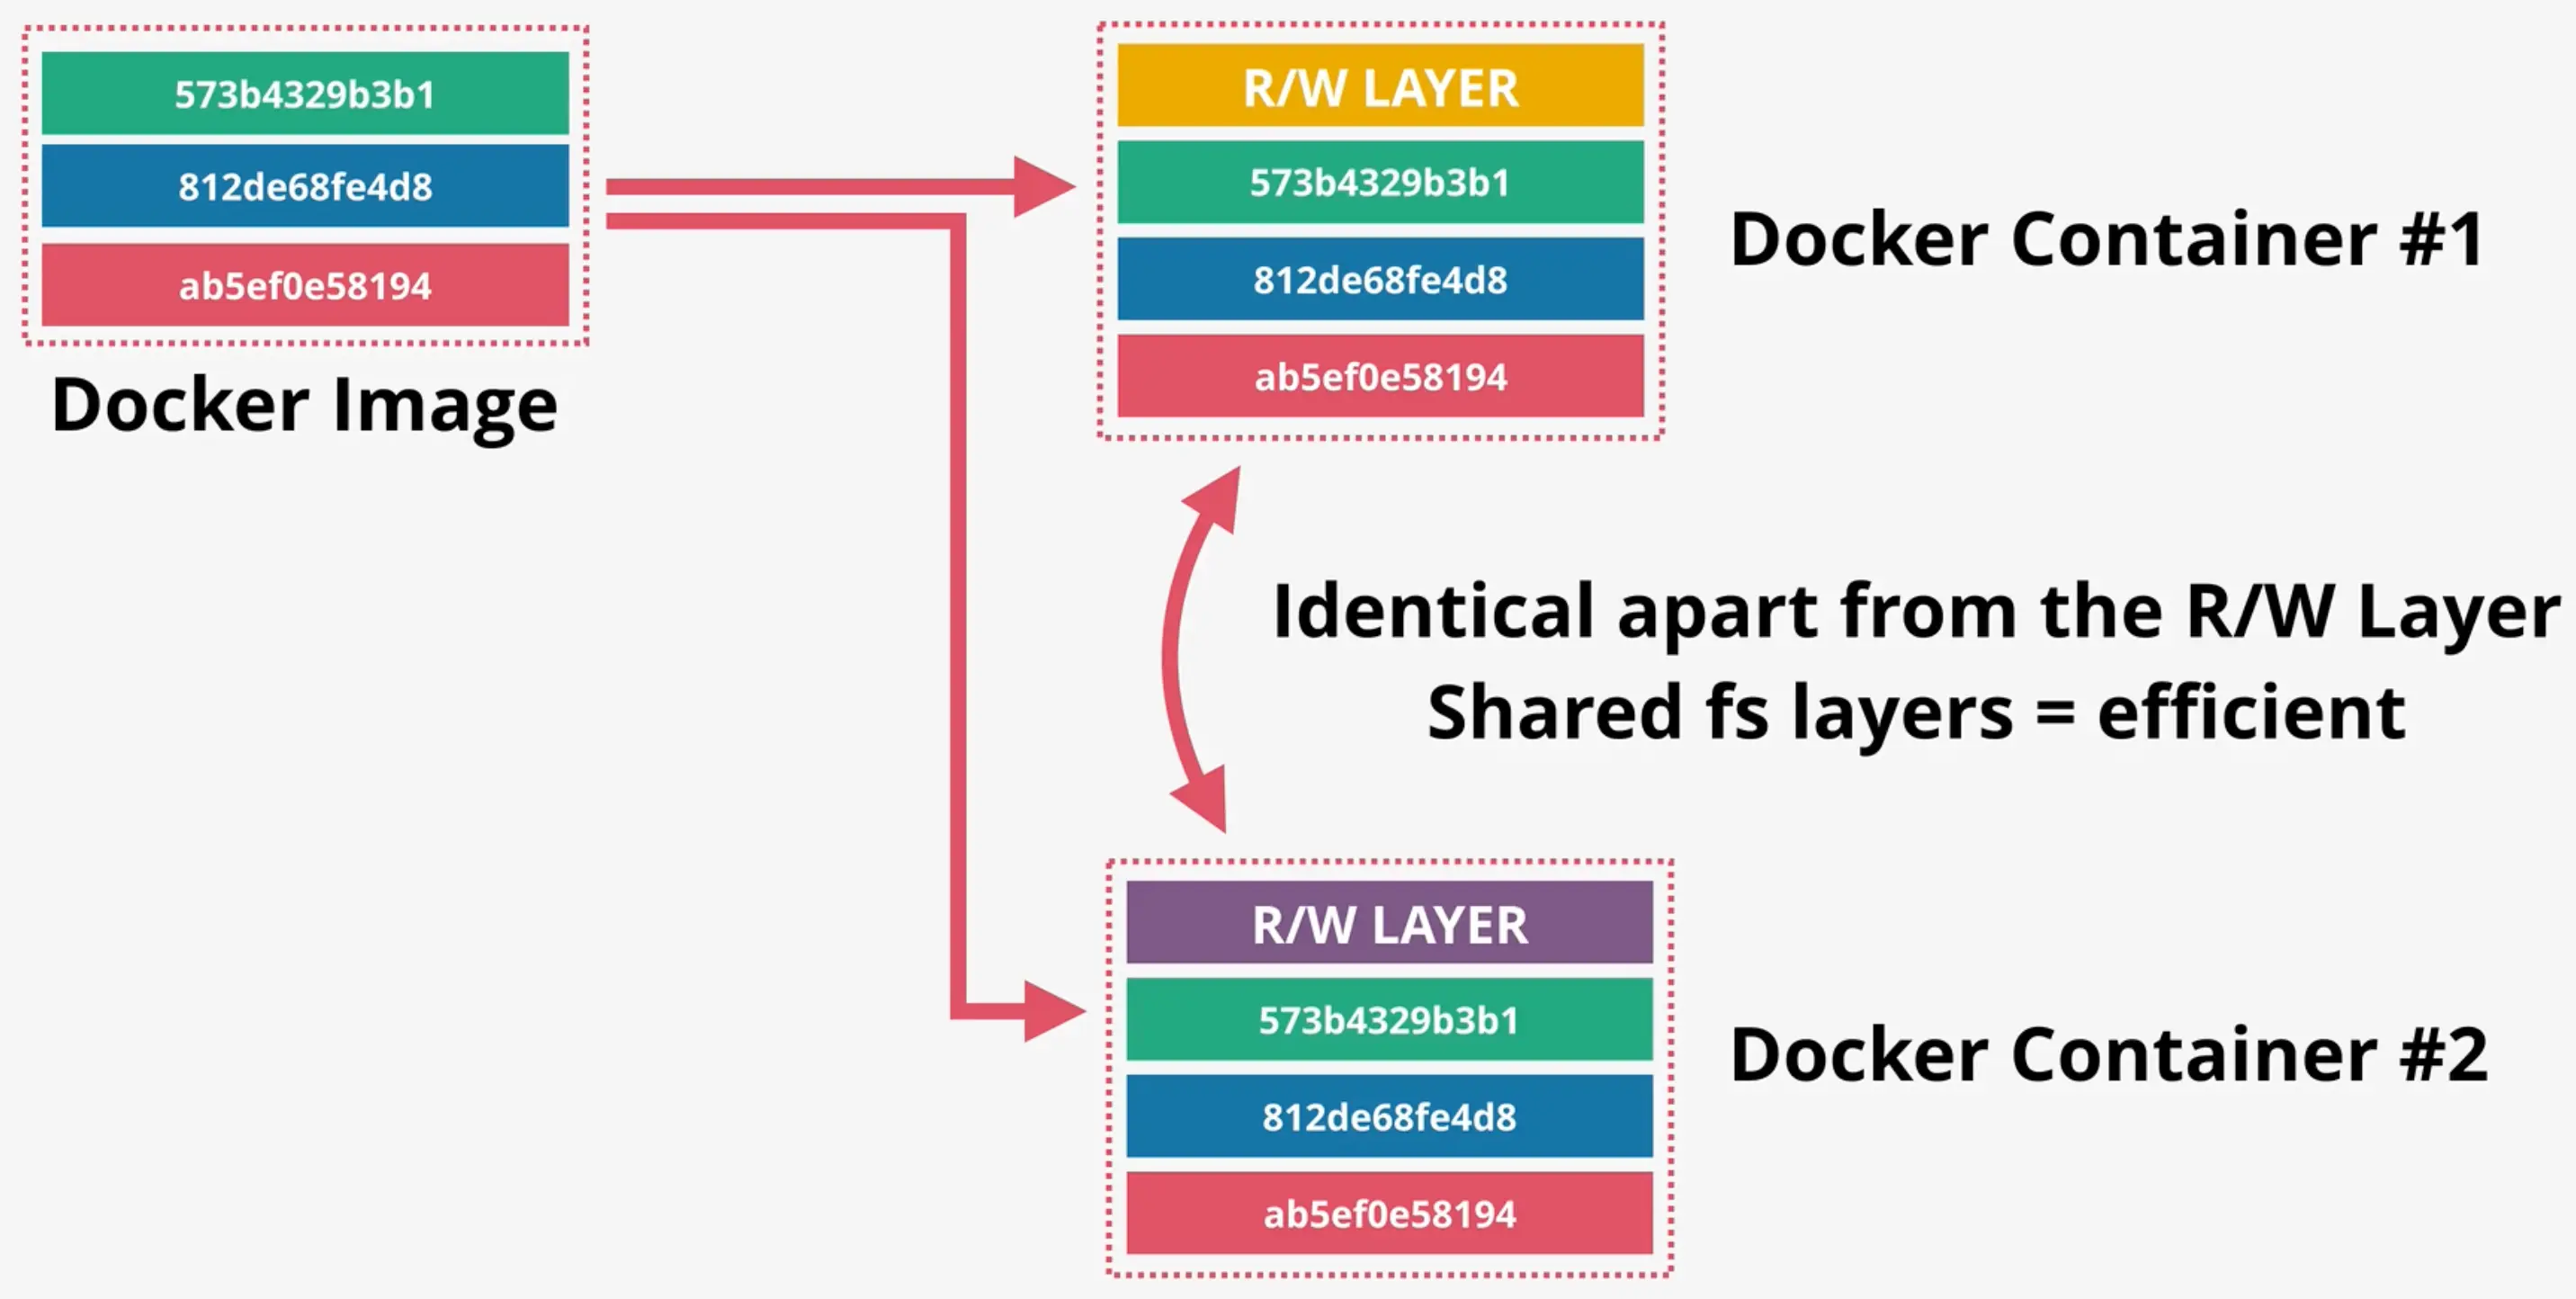 573b4329b3b1
812de68fe4d8
ab5ef0e58194
Docker Image
R/W LAYER
573b4329b3b1
812de68fe4d8
ab5ef0e58194
Docker Container #1
Identical apart from the R/W Layer
Shared fs layers = efficient
R/W LAYER
573b4329b3b1
812de68fe4d8
ab5ef0e58194
Docker Container #2